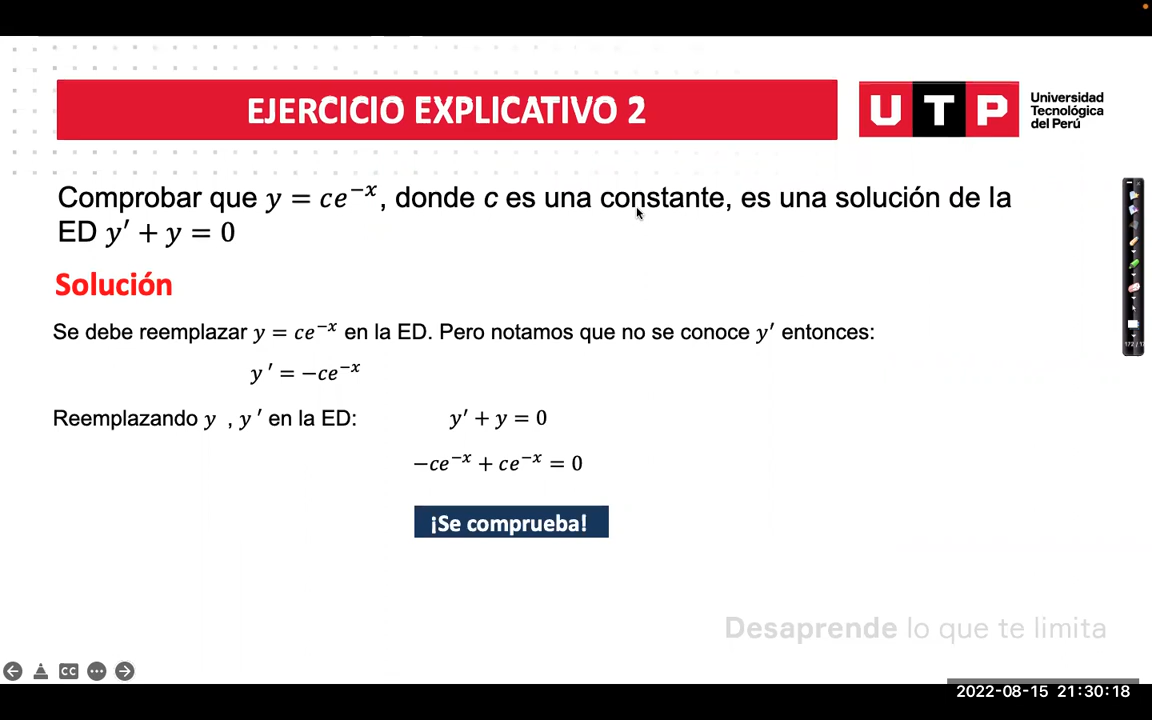 EJERCICIO EXPLICATIVO 2
UTP
Universidad
Tecnológica
del Perú
Comprobar que y = ce⁻ˣ, donde c es una constante, es una solución de la
ED y′ + y = 0
Solución
Se debe reemplazar y = ce⁻ˣ en la ED. Pero notamos que no se conoce y′ entonces:
y ′ = −ce⁻ˣ
Reemplazando y , y ′ en la ED:
y′ + y = 0
−ce⁻ˣ + ce⁻ˣ = 0
¡Se comprueba!
Desaprende lo que te limita
CC
2022-08-15 21:30:18